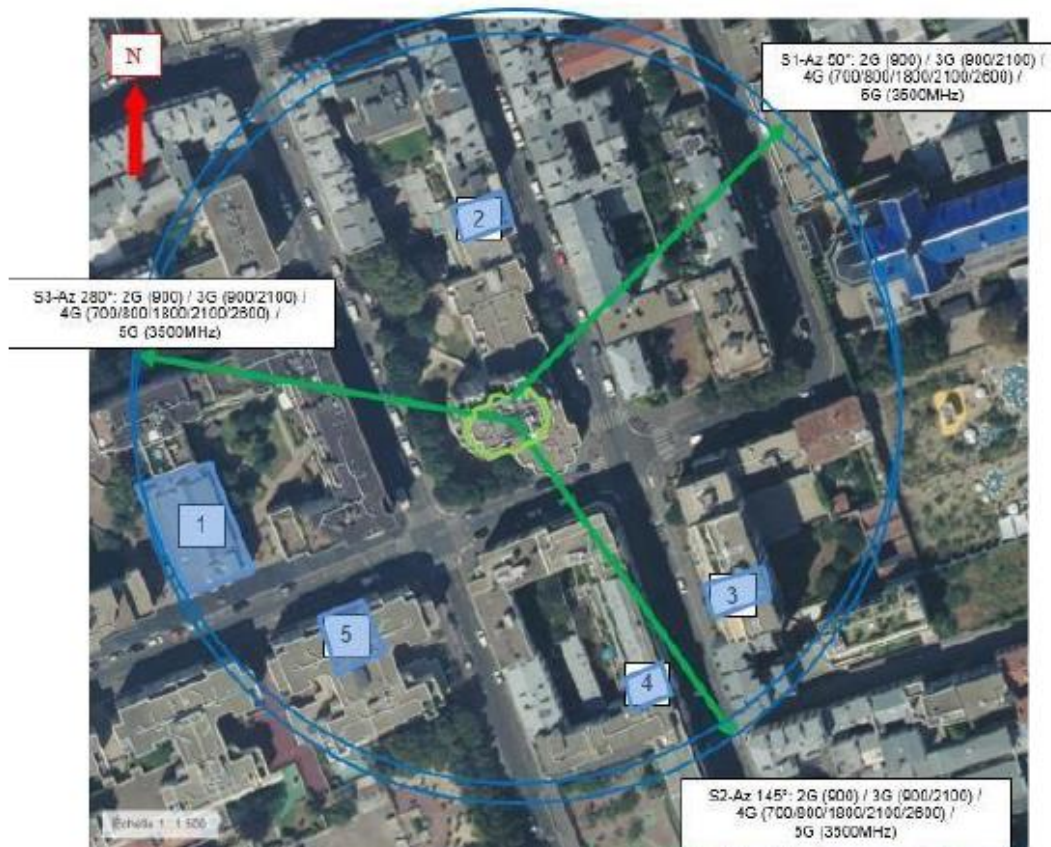 N
S1-Az 50°: 2G (900) / 3G (900/2100) /
4G (700/800/1800/2100/2600) /
5G (3500MHz)
2
S3-Az 280°: 2G (900) / 3G (900/2100) /
4G (700/800/1800/2100/2600) /
5G (3500MHz)
1
3
5
4
S2-Az 145°: 2G (900) / 3G (900/2100) /
4G (700/800/1800/2100/2600) /
5G (3500MHz)
Echelle 1 : 1 500